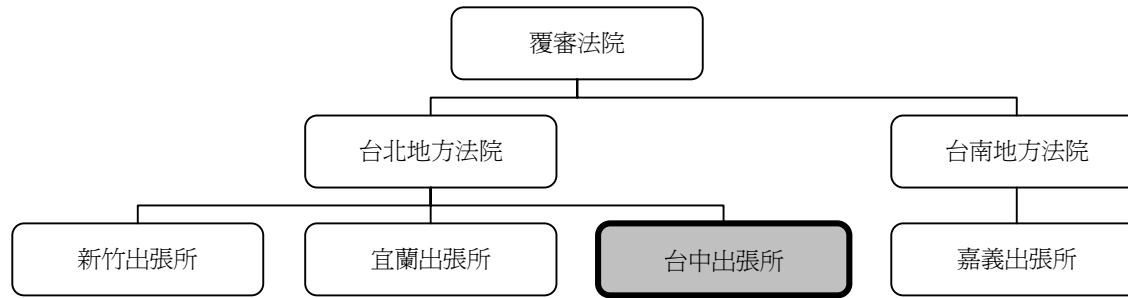 覆審法院
台北地方法院
台南地方法院
新竹出張所
宜蘭出張所
台中出張所
嘉義出張所